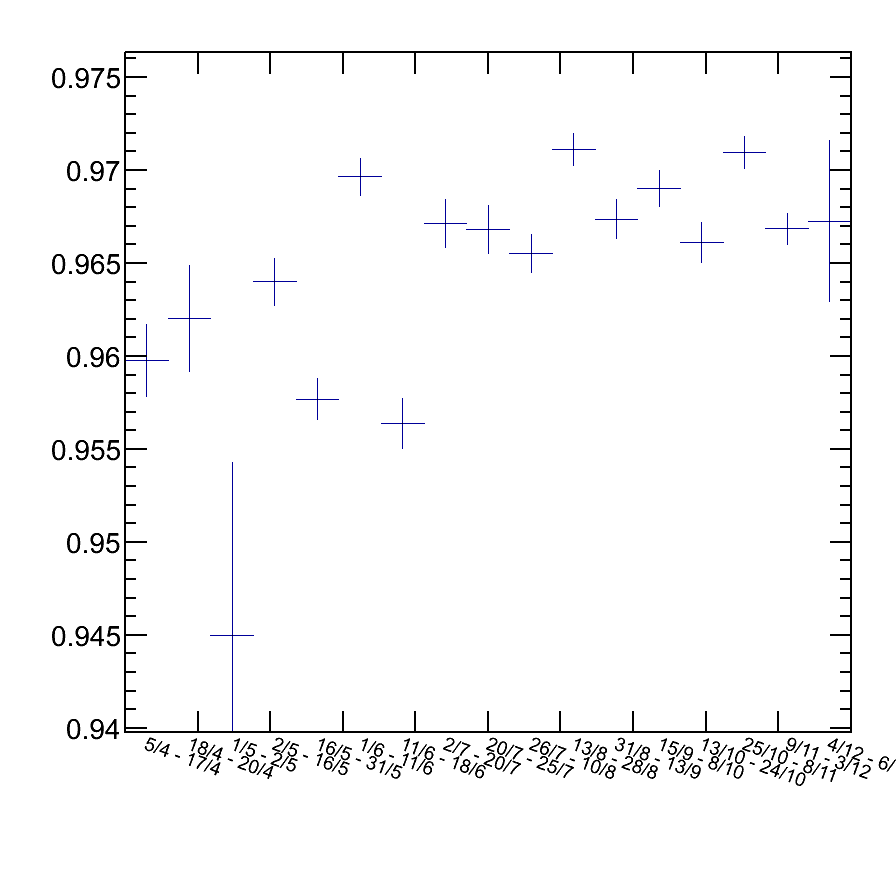 0.975
0.97
0.965
0.96
0.955
0.95
0.945
0.94
5/4 - 17/4
18/4 - 20/4
1/5 - 2/5
2/5 - 16/5
16/5 - 31/5
1/6 - 11/6
11/6 - 18/6
2/7 - 20/7
20/7 - 25/7
26/7 - 10/8
13/8 - 28/8
31/8 - 13/9
15/9 - 8/10
13/10 - 24/10
25/10 - 8/11
9/11 - 3/12
4/12 - 6/